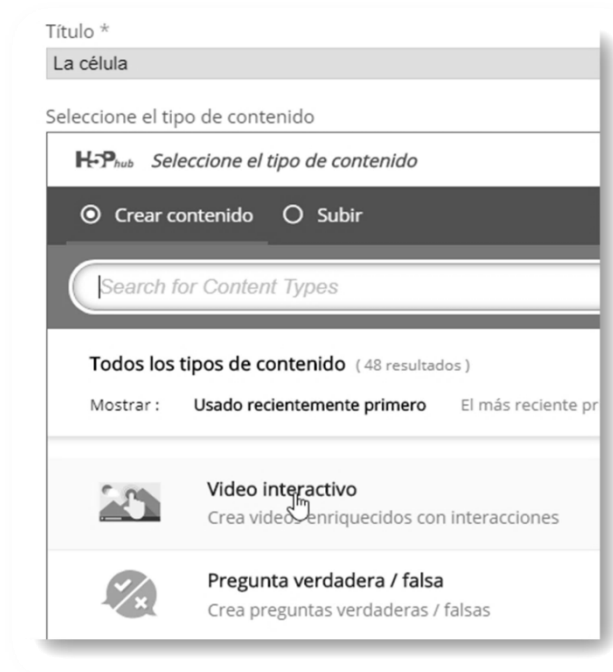 Título *
La célula
Seleccione el tipo de contenido
H5Phub Seleccione el tipo de contenido
Crear contenido Subir
Search for Content Types
Todos los tipos de contenido ( 48 resultados )
Mostrar : Usado recientemente primero El más reciente pr
Video interactivo
Crea videos enriquecidos con interacciones
Pregunta verdadera / falsa
Crea preguntas verdaderas / falsas